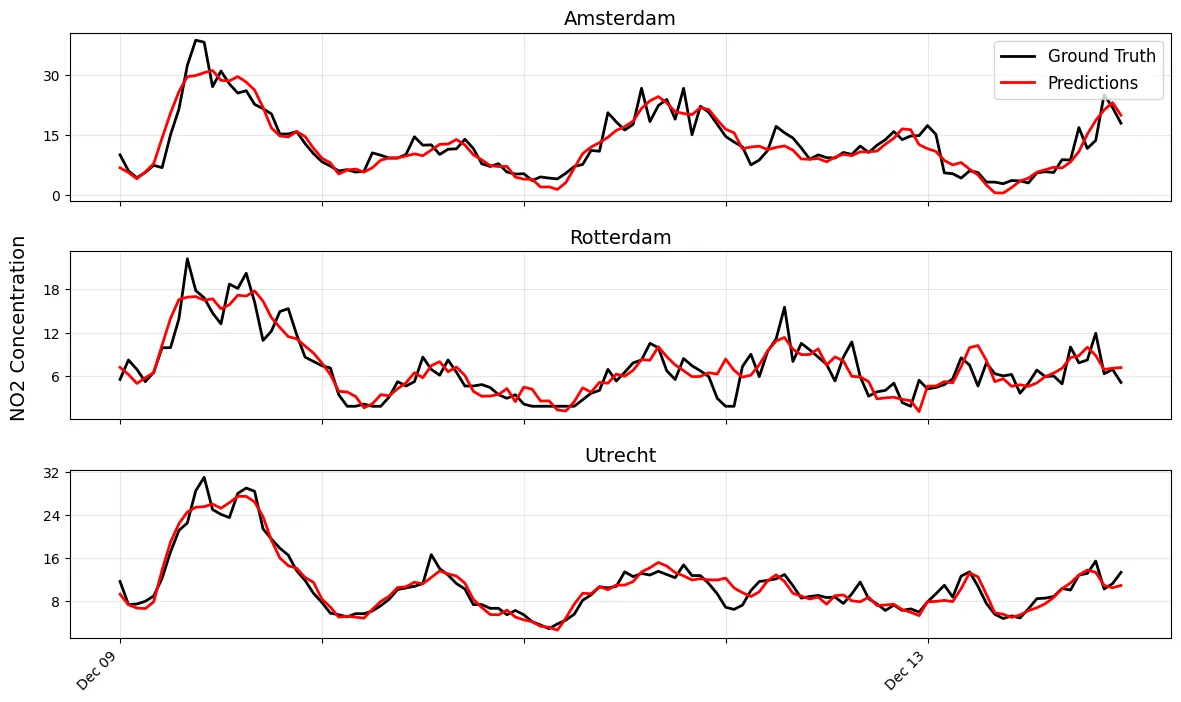 Amsterdam
Ground Truth
Predictions
30
15
0
Rotterdam
NO2 Concentration
18
12
6
Utrecht
32
24
16
8
Dec 09
Dec 13